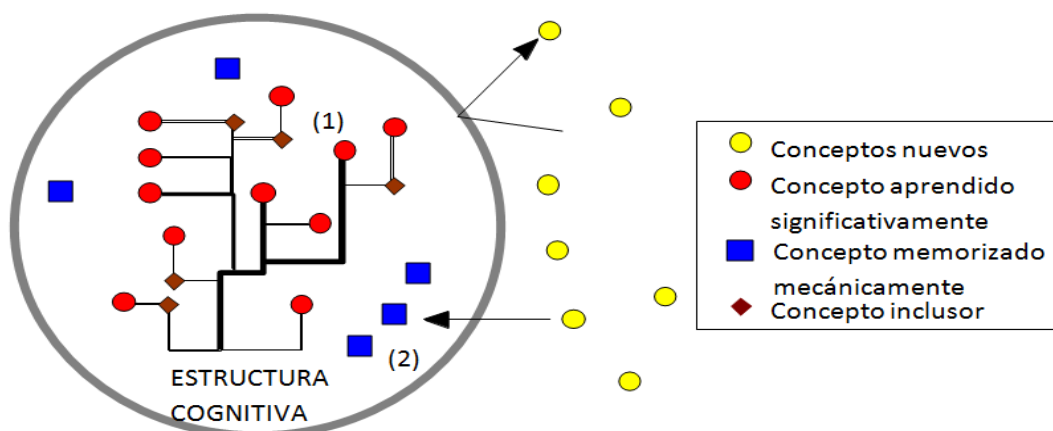 (1)
(2)
ESTRUCTURA
COGNITIVA
Conceptos nuevos
Concepto aprendido
significativamente
Concepto memorizado
mecánicamente
Concepto inclusor